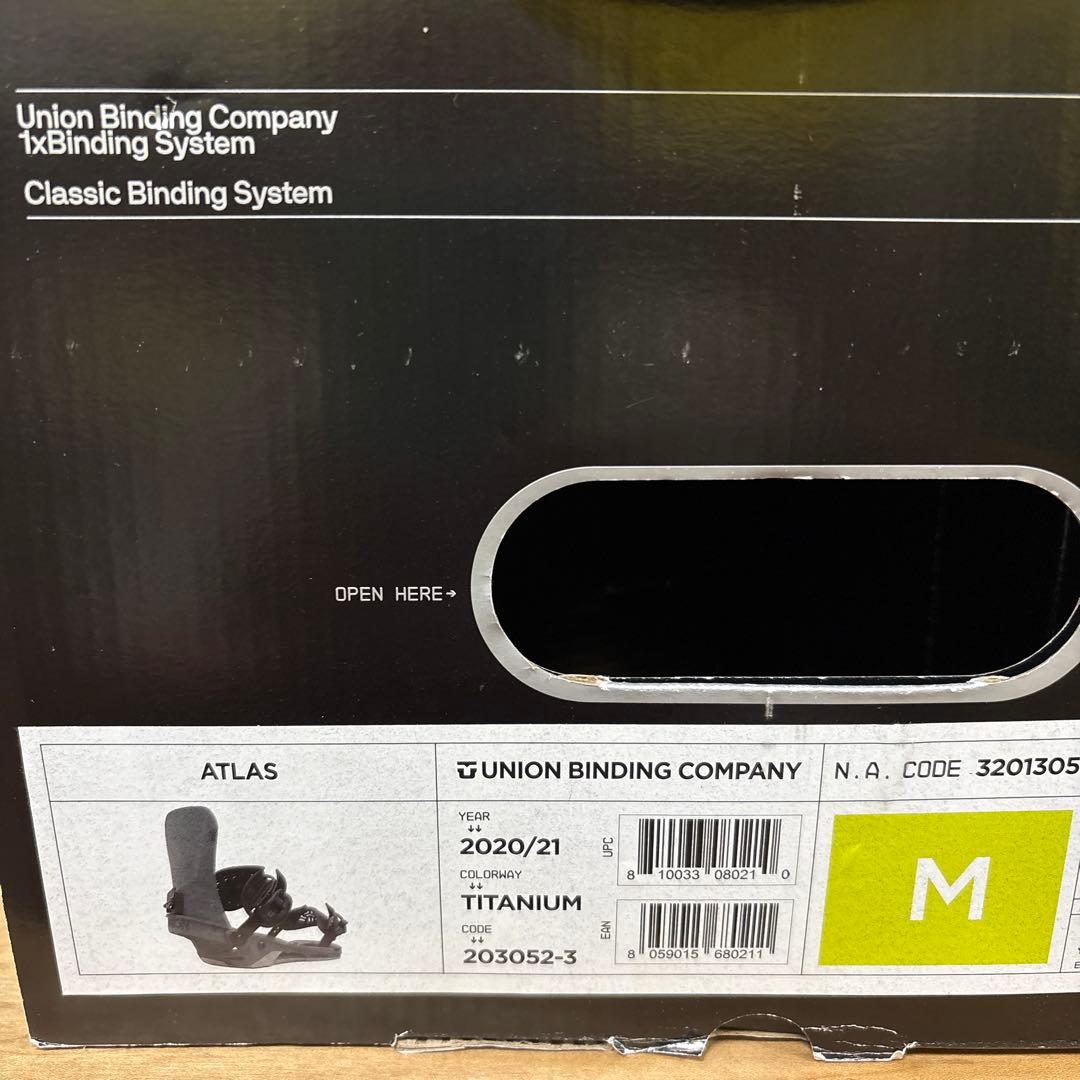 Union Binding Company
1xBinding System
Classic Binding System
OPEN HERE→
ATLAS
UNION BINDING COMPANY
N.A. CODE 3201305
YEAR
↓↓
2020/21
COLORWAY
↓↓
TITANIUM
CODE
↓↓
203052-3
UPC
8 10033 08021 0
EAN
8 059015 680211
M